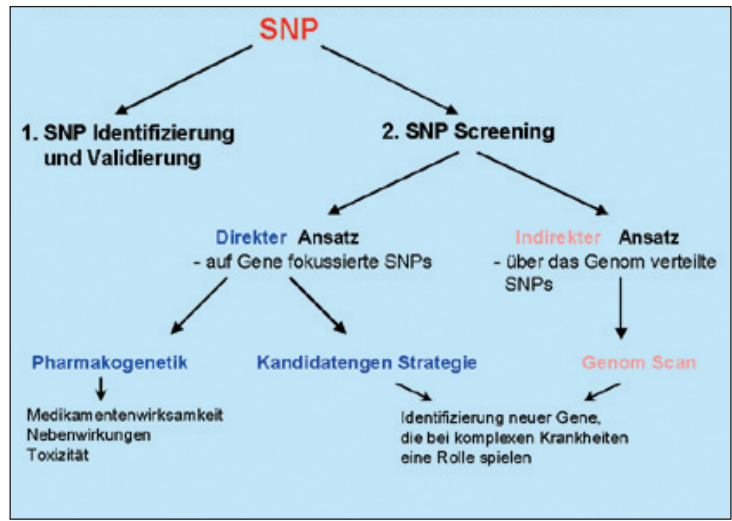 SNP
1. SNP Identifizierung
und Validierung
2. SNP Screening
Direkter Ansatz
- auf Gene fokussierte SNPs
Indirekter Ansatz
- über das Genom verteilte
SNPs
Pharmakogenetik
Kandidatengen Strategie
Genom Scan
Medikamentenwirksamkeit
Nebenwirkungen
Toxizität
Identifizierung neuer Gene,
die bei komplexen Krankheiten
eine Rolle spielen